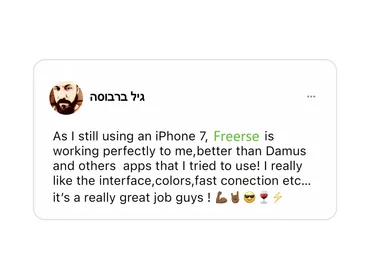 גיל ברבוסה
As I still using an iPhone 7, Freerse is
working perfectly to me,better than Damus
and others apps that I tried to use! I really
like the interface,colors,fast conection etc...
it's a really great job guys ! 💪🏾🤘🏾😎🍷⚡